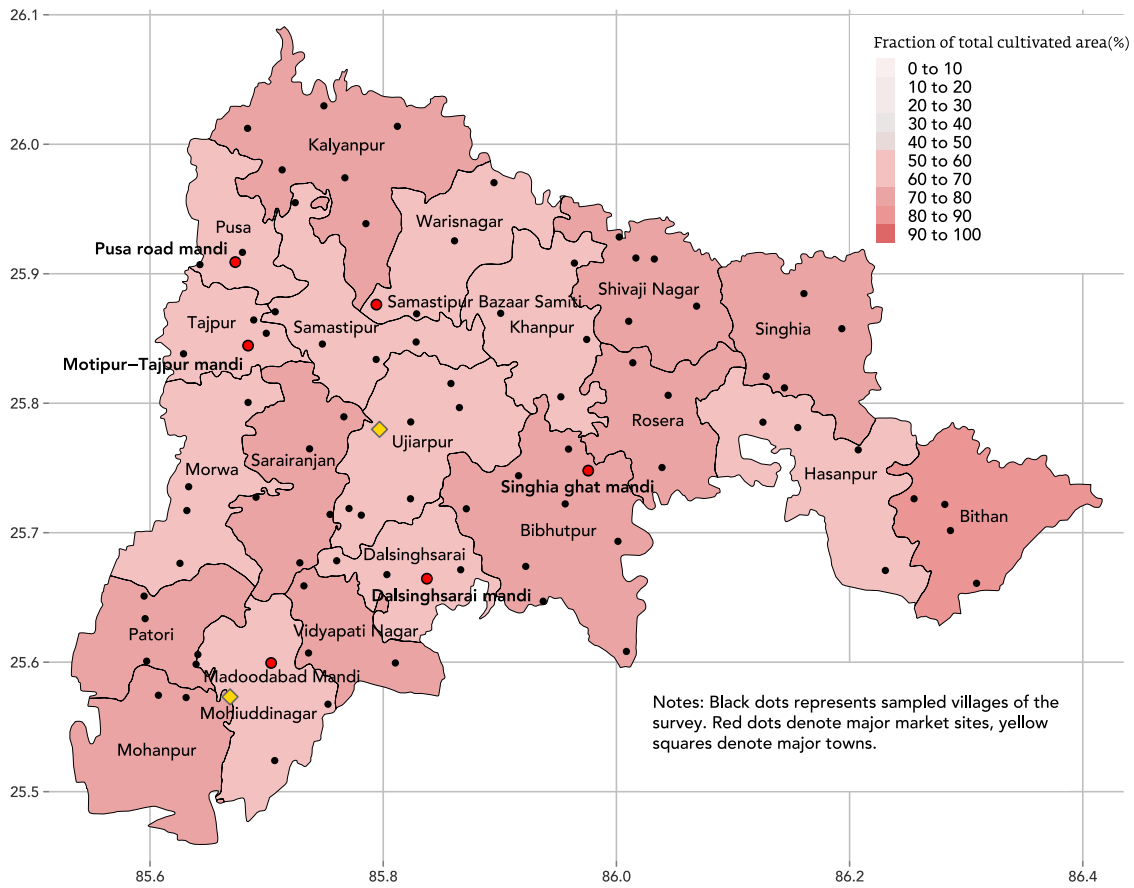 26.1
Fraction of total cultivated area(%)
0 to 10
10 to 20
20 to 30
30 to 40
40 to 50
50 to 60
60 to 70
70 to 80
80 to 90
90 to 100
26.0
Kalyanpur
Pusa
Warisnagar
Pusa road mandi
25.9
Shivaji Nagar
Samastipur Bazaar Samiti
Tajpur
Samastipur
Khanpur
Singhia
Motipur–Tajpur mandi
25.8
Rosera
Ujiarpur
Sarairanjan
Morwa
Hasanpur
Singhia ghat mandi
Bithan
Bibhutpur
25.7
Dalsinghsarai
Dalsinghsarai mandi
Patori
Vidyapati Nagar
25.6
Madoodabad Mandi
Mohiuddinagar
Mohanpur
Notes: Black dots represents sampled villages of the
survey. Red dots denote major market sites, yellow
squares denote major towns.
25.5
85.6
85.8
86.0
86.2
86.4